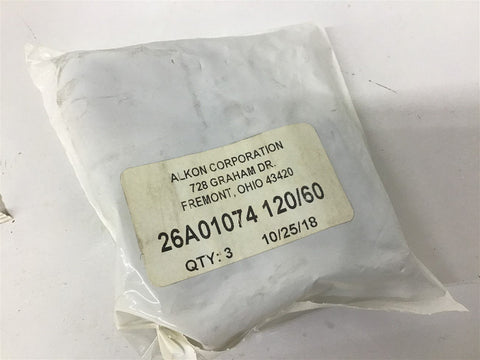 ALKON CORPORATION
728 GRAHAM DR.
FREMONT, OHIO 43420
26A01074 120/60
QTY: 3 10/25/18